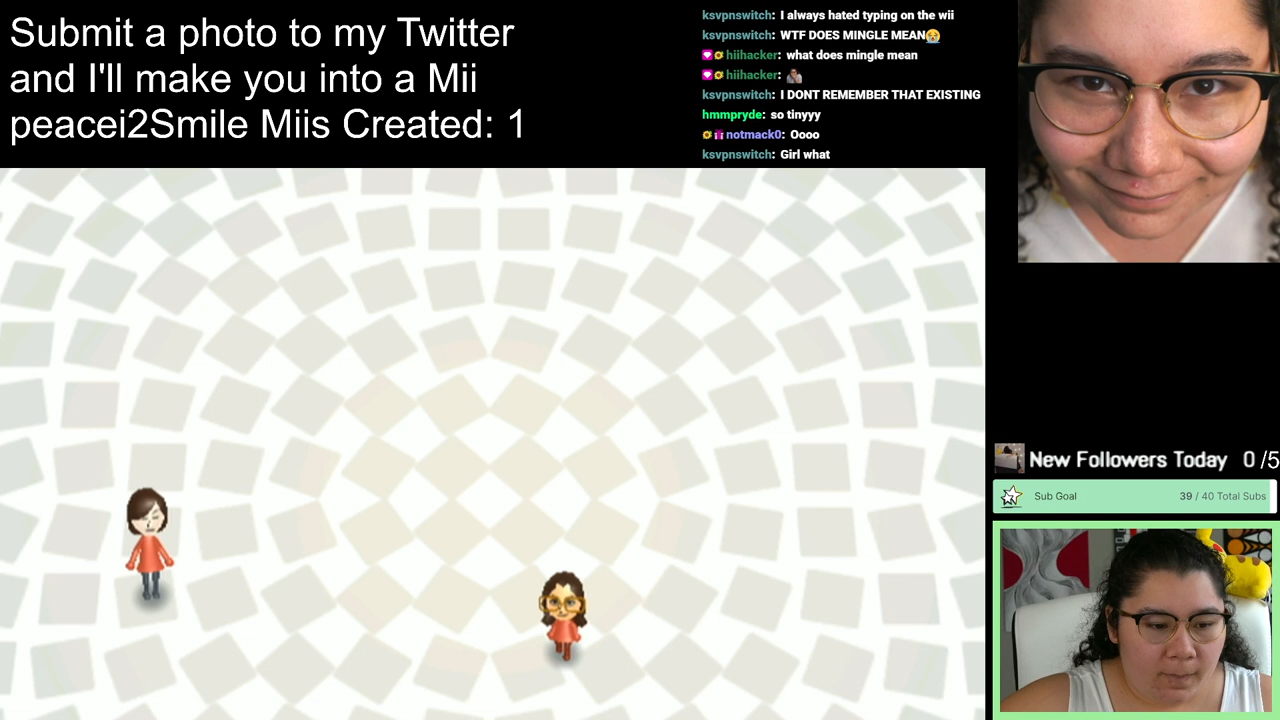 Submit a photo to my Twitter
and I'll make you into a Mii
peacei2Smile Miis Created: 1
ksvpnswitch: I always hated typing on the wii
ksvpnswitch: WTF DOES MINGLE MEAN😭
hiihacker: what does mingle mean
hiihacker:
ksvpnswitch: I DONT REMEMBER THAT EXISTING
hmmpryde: so tinyyy
notmack0: Oooo
ksvpnswitch: Girl what
New Followers Today 0 /5
Sub Goal 39 / 40 Total Subs